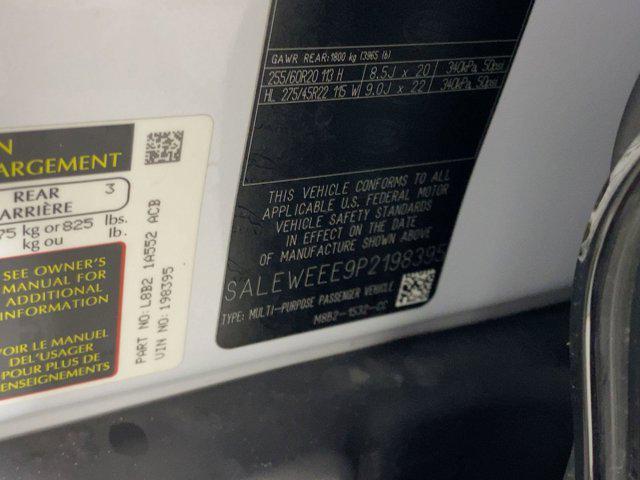 N
ARGEMENT
REAR 3
ARRIÈRE
75 kg or 825 lbs.
kg ou lb.
SEE OWNER'S
MANUAL FOR
ADDITIONAL
INFORMATION
VOIR LE MANUEL
DEL'USAGER
POUR PLUS DE
RENSEIGNEMENTS
PART NO: L8B2 1A552 ACB
VIN NO: 198395
GAWR REAR: 1800 kg (3965 lb)
255/60R20 113 H 8.5J x 20 340kPa, 50psi
HL 275/45R22 115 W 9.0J x 22 340kPa, 50psi
THIS VEHICLE CONFORMS TO ALL
APPLICABLE U.S. FEDERAL MOTOR
VEHICLE SAFETY STANDARDS
IN EFFECT ON THE DATE
OF MANUFACTURE SHOWN ABOVE
SALEWEEE9P2198395
TYPE: MULTI-PURPOSE PASSENGER VEHICLE
M8B2-1532-CC